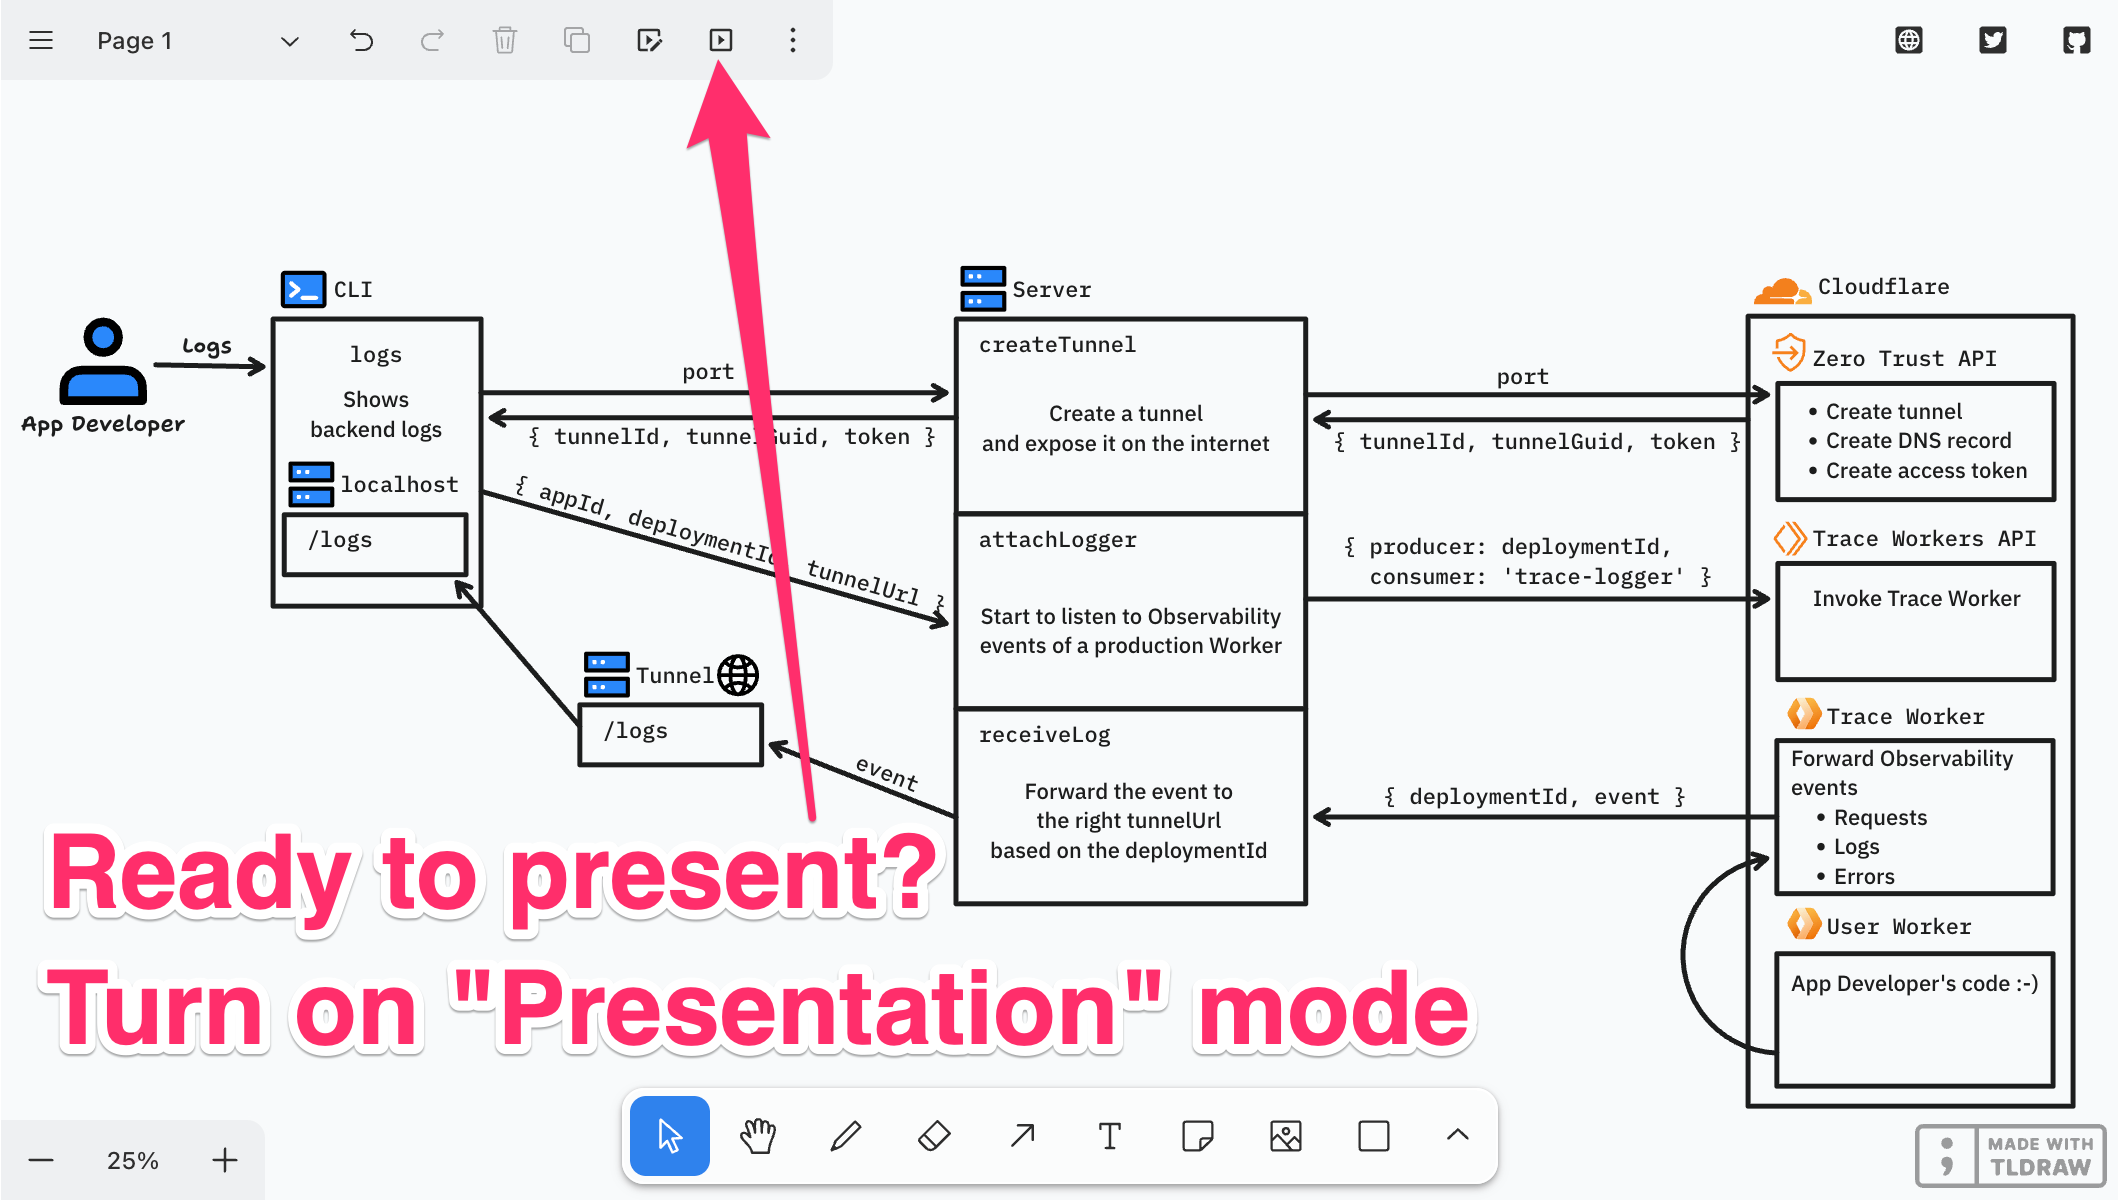 Page 1
CLI
Server
Cloudflare
Logs
App Developer
logs
Shows
backend logs
localhost
/logs
port
{ tunnelId, tunnelGuid, token }
{ appId, deploymentId, tunnelUrl }
Tunnel
/logs
event
createTunnel
Create a tunnel
and expose it on the internet
attachLogger
Start to listen to Observability
events of a production Worker
receiveLog
Forward the event to
the right tunnelUrl
based on the deploymentId
port
{ tunnelId, tunnelGuid, token }
{ producer: deploymentId,
consumer: 'trace-logger' }
{ deploymentId, event }
Zero Trust API
• Create tunnel
• Create DNS record
• Create access token
Trace Workers API
Invoke Trace Worker
Trace Worker
Forward Observability
events
• Requests
• Logs
• Errors
User Worker
App Developer's code :-)
Ready to present?
Turn on "Presentation" mode
25%
MADE WITH
TLDRAW